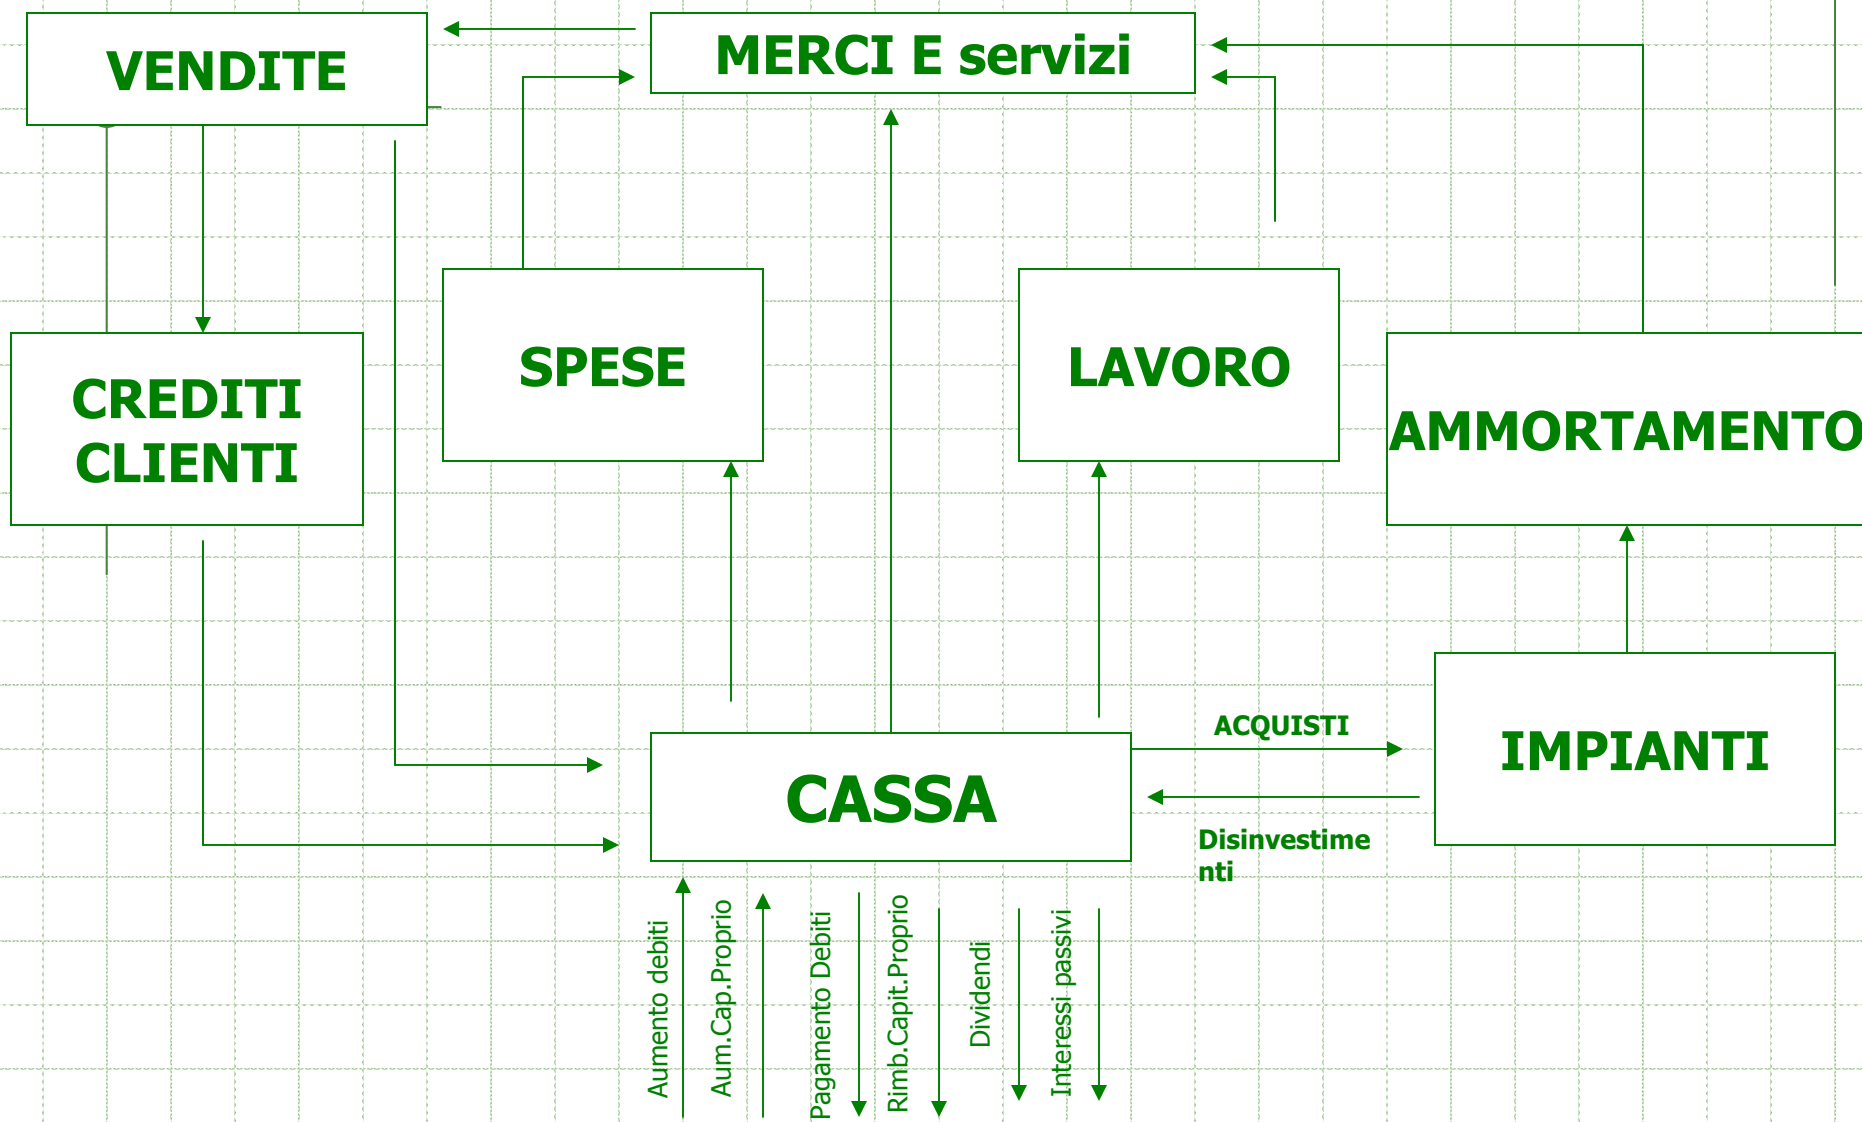 VENDITE
MERCI E servizi
SPESE
LAVORO
CREDITI
CLIENTI
AMMORTAMENTO
ACQUISTI
IMPIANTI
CASSA
Disinvestime
nti
Aumento debiti
Aum.Cap.Proprio
Pagamento Debiti
Rimb.Capit.Proprio
Dividendi
Interessi passivi